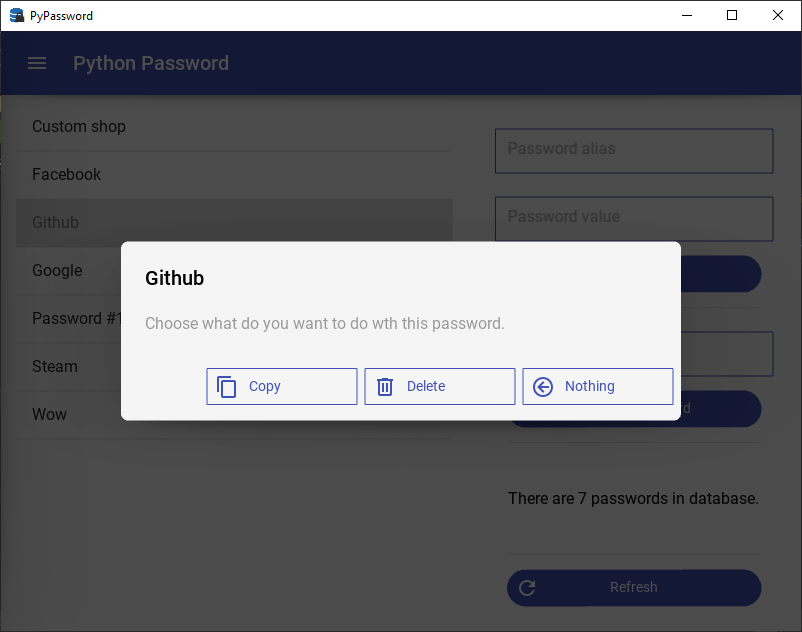 PyPassword
Python Password
Custom shop
Facebook
Github
Google
Password #1
Steam
Wow
Password alias
Password value
Github
Choose what do you want to do wth this password.
Copy
Delete
Nothing
There are 7 passwords in database.
Refresh